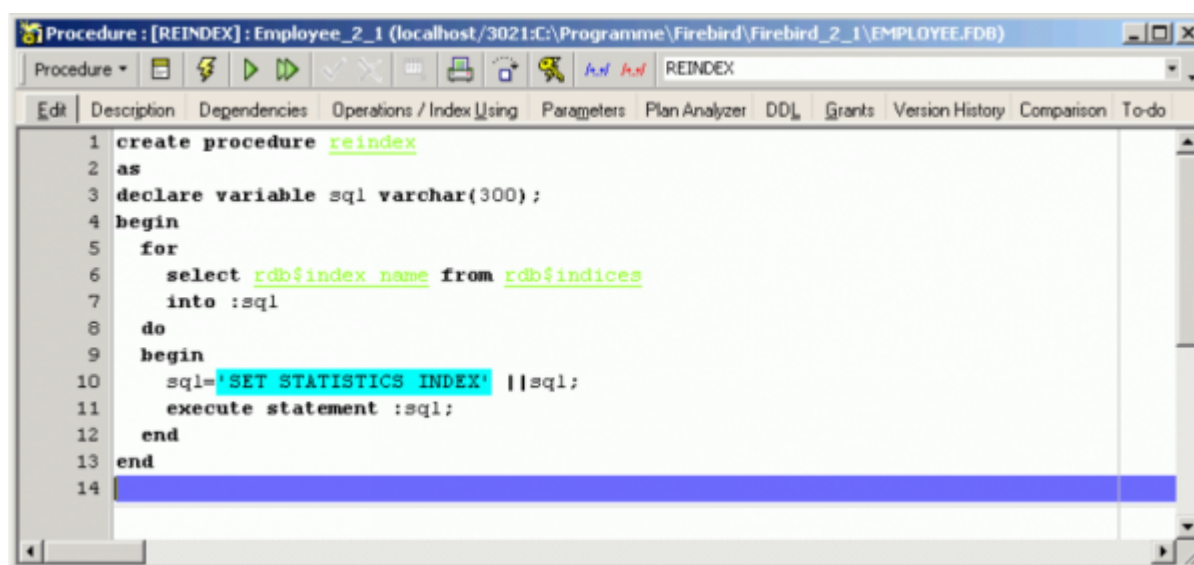 Procedure : [REINDEX] : Employee_2_1 (localhost/3021:C:\Programme\Firebird\Firebird_2_1\EMPLOYEE.FDB)
Procedure REINDEX
Edit Description Dependencies Operations / Index Using Parameters Plan Analyzer DDL Grants Version History Comparison To-do
1 create procedure reindex
2 as
3 declare variable sql varchar(300);
4 begin
5 for
6 select rdb$index_name from rdb$indices
7 into :sql
8 do
9 begin
10 sql='SET STATISTICS INDEX' ||sql;
11 execute statement :sql;
12 end
13 end
14